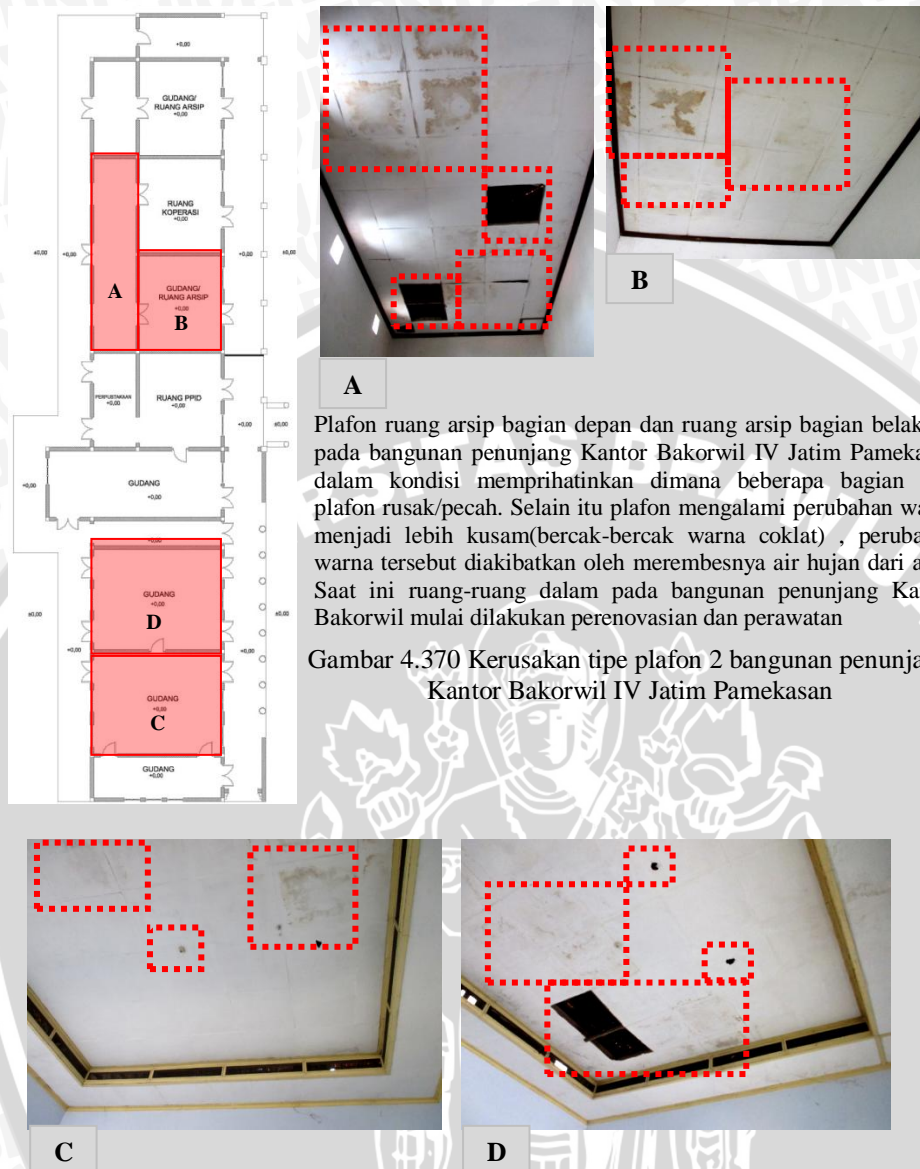 +0,00
GUDANG/
RUANG ARSIP
+0,00
RUANG
KOPERASI
+0,00
±0,00
+0,00
+0,00
±0,00
A
GUDANG/
RUANG ARSIP
+0,00
B
PERPUSTAKAAN
+0,00
RUANG PPID
+0,00
+0,00
±0,00
GUDANG
+0,00
+0,00
GUDANG
+0,00
D
±0,00
±0,00
+0,00
+0,00
GUDANG
+0,00
C
GUDANG
+0,00
A
B
Plafon ruang arsip bagian depan dan ruang arsip bagian belak
pada bangunan penunjang Kantor Bakorwil IV Jatim Pameka
dalam kondisi memprihatinkan dimana beberapa bagian
plafon rusak/pecah. Selain itu plafon mengalami perubahan wa
menjadi lebih kusam(bercak-bercak warna coklat) , peruba
warna tersebut diakibatkan oleh merembesnya air hujan dari a
Saat ini ruang-ruang dalam pada bangunan penunjang Ka
Bakorwil mulai dilakukan perenovasian dan perawatan
Gambar 4.370 Kerusakan tipe plafon 2 bangunan penunja
Kantor Bakorwil IV Jatim Pamekasan
C
D
RSITAS BRAWIJ